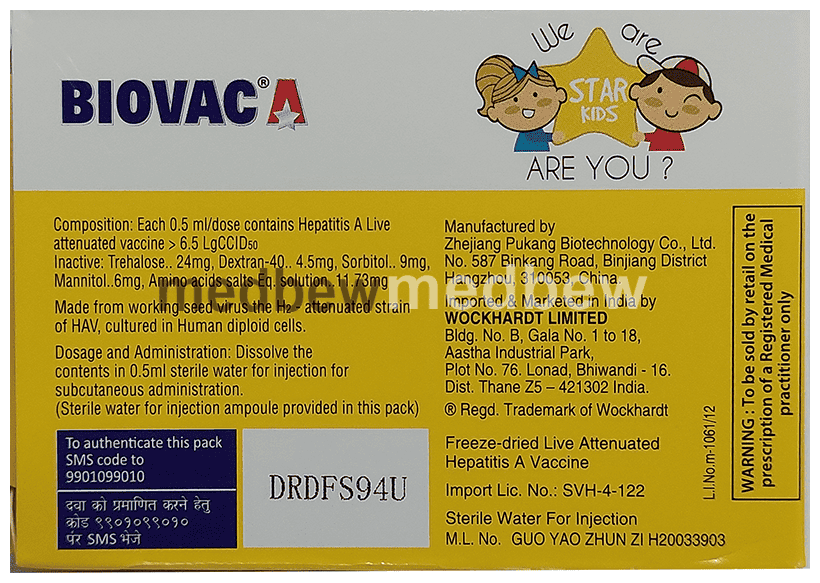 BIOVAC® A
We are
STAR
KIDS
ARE YOU ?
Composition: Each 0.5 ml/dose contains Hepatitis A Live
attenuated vaccine > 6.5 LgCCID50
Inactive: Trehalose.. 24mg, Dextran-40.. 4.5mg, Sorbitol.. 9mg,
Mannitol..6mg, Amino acids salts Eq. solution..11.73mg
Made from working seed virus the H2 - attenuated strain
of HAV, cultured in Human diploid cells.
Dosage and Administration: Dissolve the
contents in 0.5ml sterile water for injection for
subcutaneous administration.
(Sterile water for injection ampoule provided in this pack)
To authenticate this pack
SMS code to
9901099010
दवा को प्रमाणित करने हेतु
कोड ९९०१०९९०१०
पर SMS भेजे
DRDFS94U
Manufactured by
Zhejiang Pukang Biotechnology Co., Ltd.
No. 587 Binkang Road, Binjiang District
Hangzhou, 310053, China
Imported & Marketed in India by
WOCKHARDT LIMITED
Bldg. No. B, Gala No. 1 to 18,
Aastha Industrial Park,
Plot No. 76. Lonad, Bhiwandi - 16.
Dist. Thane Z5 – 421302 India.
® Regd. Trademark of Wockhardt
Freeze-dried Live Attenuated
Hepatitis A Vaccine
Import Lic. No.: SVH-4-122
Sterile Water For Injection
M.L. No. GUO YAO ZHUN ZI H20033903
L.I.No.m-1061/12
WARNING : To be sold by retail on the
prescription of a Registered Medical
practitioner only
medbew medbew